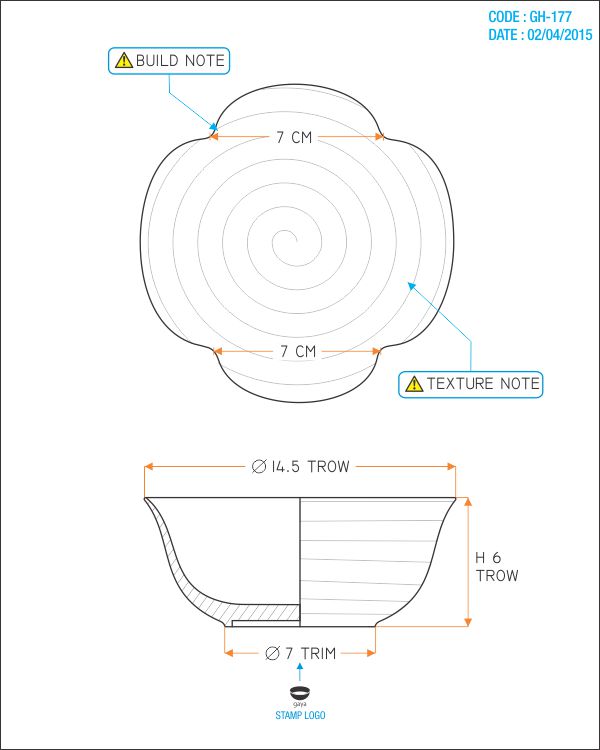 CODE : GH-177
DATE : 02/04/2015
BUILD NOTE
7 CM
7 CM
TEXTURE NOTE
Ø 14.5 TROW
H 6
TROW
Ø 7 TRIM
gaya
STAMP LOGO